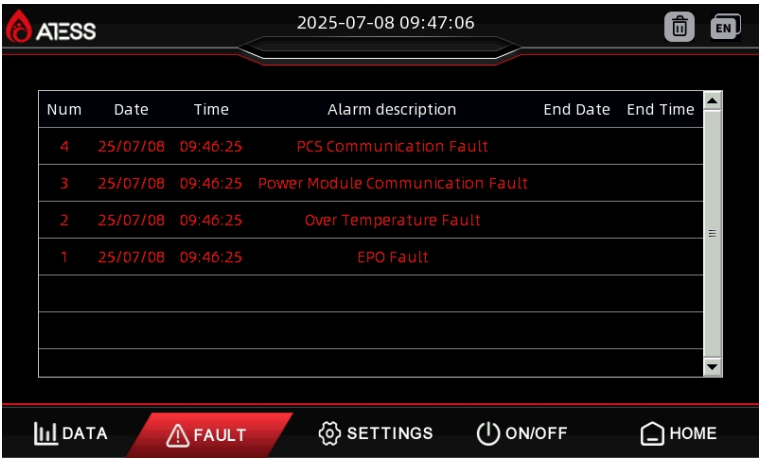 ATESS 2025-07-08 09:47:06 EN
Num Date Time Alarm description End Date End Time
4 25/07/08 09:46:25 PCS Communication Fault
3 25/07/08 09:46:25 Power Module Communication Fault
2 25/07/08 09:46:25 Over Temperature Fault
1 25/07/08 09:46:25 EPO Fault
DATA FAULT SETTINGS ON/OFF HOME